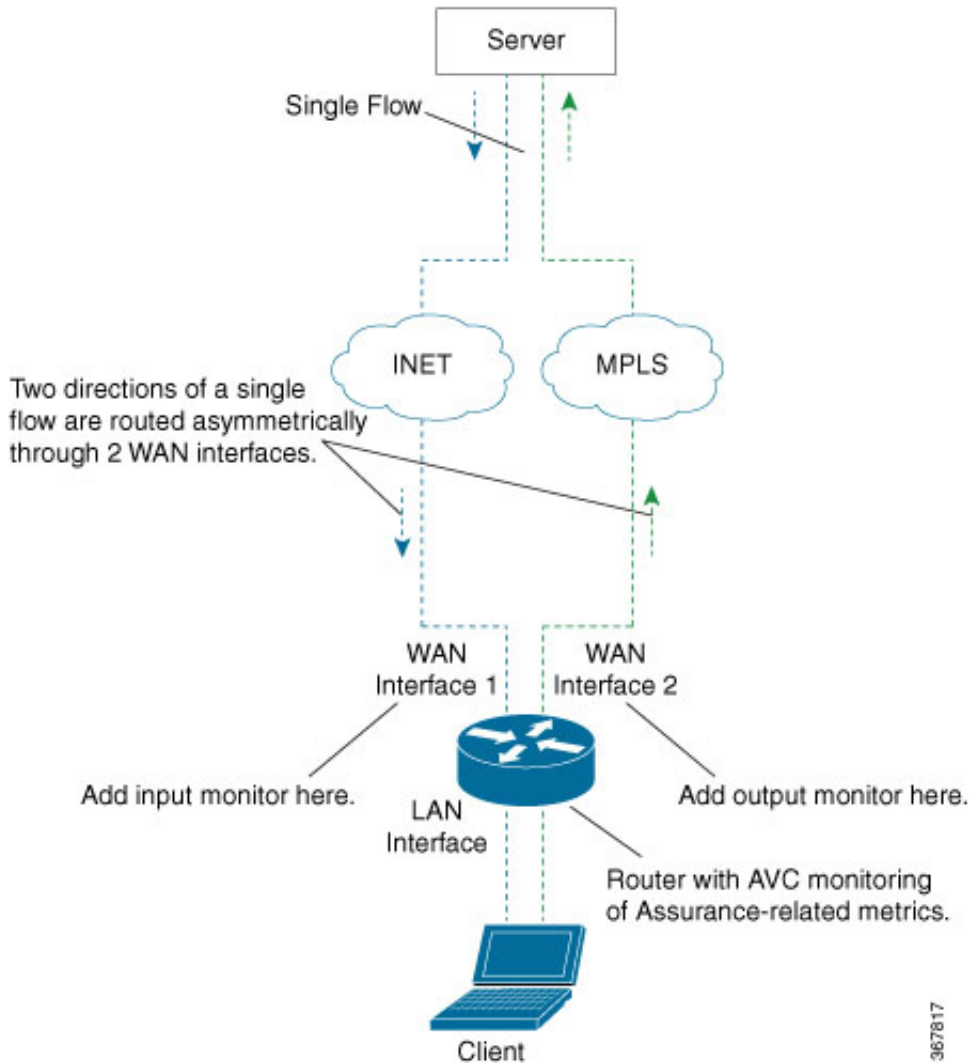 Server
Single Flow
INET
MPLS
Two directions of a single
flow are routed asymmetrically
through 2 WAN interfaces.
WAN
Interface 1
WAN
Interface 2
Add input monitor here.
Add output monitor here.
LAN
Interface
Router with AVC monitoring
of Assurance-related metrics.
Client
367817